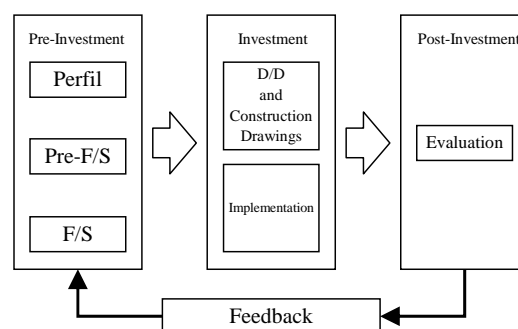 Pre-Investment
Perfil
Pre-F/S
F/S
Investment
D/D
and
Construction
Drawings
Implementation
Post-Investment
Evaluation
Feedback